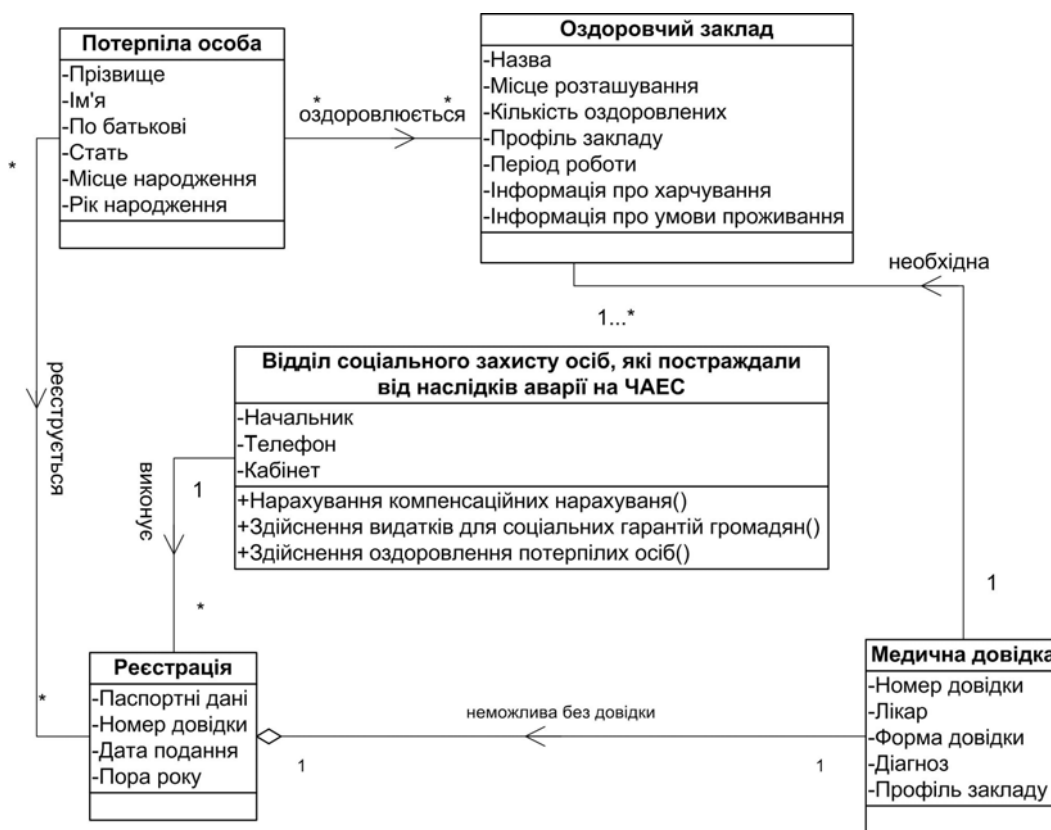 Потерпіла особа
-Прізвище
-Ім'я
-По батькові
-Стать
-Місце народження
-Рік народження
*
*
оздоровлюється
Оздоровчий заклад
-Назва
-Місце розташування
-Кількість оздоровлених
-Профіль закладу
-Період роботи
-Інформація про харчування
-Інформація про умови проживання
*
необхідна
1...*
Відділ соціального захисту осіб, які постраждали
від наслідків аварії на ЧАЕС
-Начальник
-Телефон
-Кабінет
+Нарахування компенсаційних нарахуваня()
+Здійснення видатків для соціальних гарантій громадян()
+Здійснення оздоровлення потерпілих осіб()
реєструється
виконує
1
*
1
*
Реєстрація
-Паспортні дані
-Номер довідки
-Дата подання
-Пора року
неможлива без довідки
1
1
Медична довідка
-Номер довідки
-Лікар
-Форма довідки
-Діагноз
-Профіль закладу